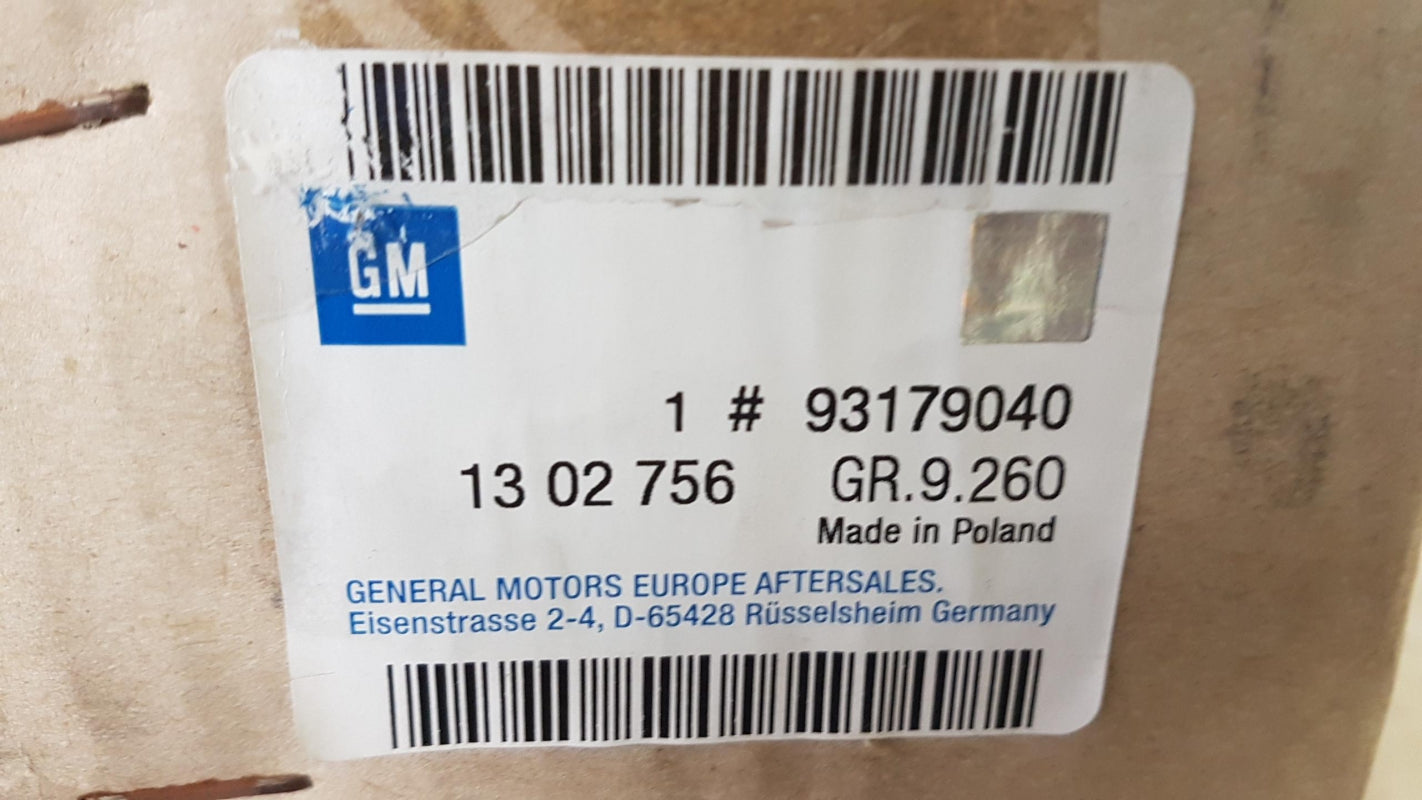 GM
1 # 93179040
13 02 756 GR.9.260
Made in Poland
GENERAL MOTORS EUROPE AFTERSALES.
Eisenstrasse 2-4, D-65428 Rüsselsheim Germany